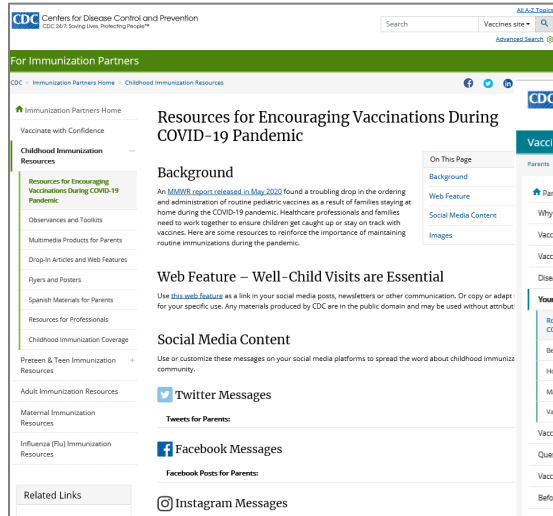 All A-Z Topics
CDC Centers for Disease Control and Prevention
CDC 24/7: Saving Lives, Protecting People™
Search
Vaccines site
Advanced Search
For Immunization Partners
CDC > Immunization Partners Home > Childhood Immunization Resources
Immunization Partners Home
Vaccinate with Confidence
Childhood Immunization
Resources
Resources for Encouraging
Vaccinations During COVID-19
Pandemic
Observances and Toolkits
Multimedia Products for Parents
Drop-In Articles and Web Features
Flyers and Posters
Spanish Materials for Parents
Resources for Professionals
Childhood Immunization Coverage
Preteen & Teen Immunization
Resources
Adult Immunization Resources
Maternal Immunization
Resources
Influenza (Flu) Immunization
Resources
Related Links
Resources for Encouraging Vaccinations During
COVID-19 Pandemic
Background
An MMWR report released in May 2020 found a troubling drop in the ordering
and administration of routine pediatric vaccines as a result of families staying at
home during the COVID-19 pandemic. Healthcare professionals and families
need to work together to ensure children get caught up or stay on track with
vaccines. Here are some resources to reinforce the importance of maintaining
routine immunizations during the pandemic.
On This Page
Background
Web Feature
Social Media Content
Images
Web Feature – Well-Child Visits are Essential
Use this web feature as a link in your social media posts, newsletters or other communication. Or copy or adapt
for your specific use. Any materials produced by CDC are in the public domain and may be used without attribut
Social Media Content
Use or customize these messages on your social media platforms to spread the word about childhood immuniza
community.
Twitter Messages
Tweets for Parents:
Facebook Messages
Facebook Posts for Parents:
Instagram Messages
CDC
Vacci
Parents
Par
Why
Vacc
Vacc
Dise
Your
Be
Ho
Ma
Va
Vacc
Ques
Vacc
Befo